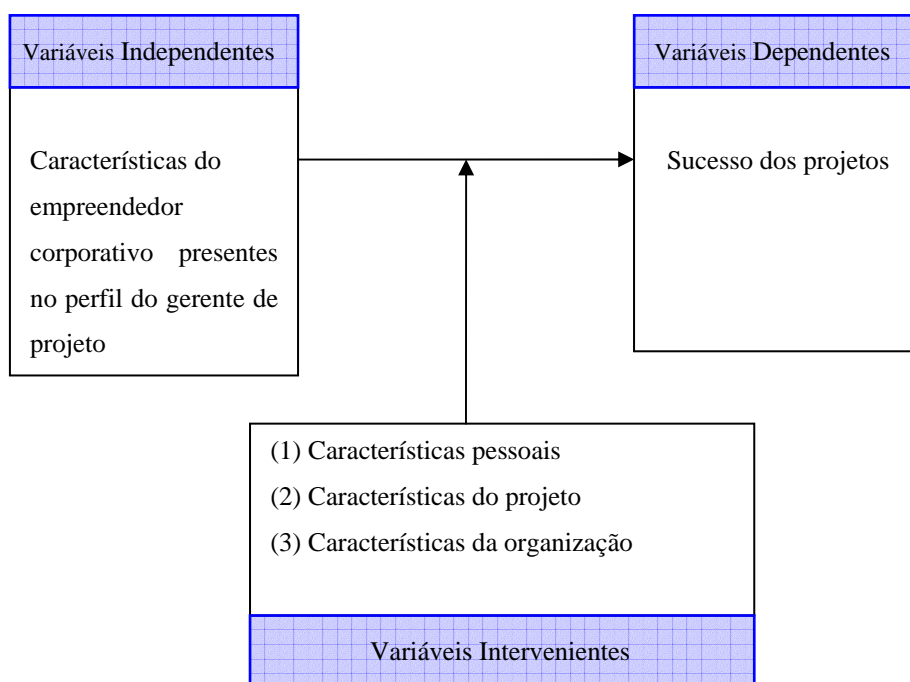 Variáveis Independentes
Características do
empreendedor
corporativo presentes
no perfil do gerente de
projeto
Variáveis Dependentes
Sucesso dos projetos
(1) Características pessoais
(2) Características do projeto
(3) Características da organização
Variáveis Intervenientes